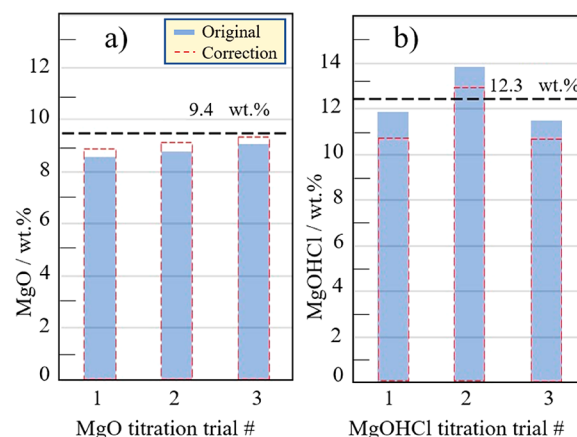 a)
Original
Correction
9.4 wt.%
12
10
8
6
4
2
0
MgO / wt.%
1 2 3
MgO titration trial #
b)
12.3 wt.%
14
12
10
8
6
4
2
0
MgOHCl / wt.%
1 2 3
MgOHCl titration trial #